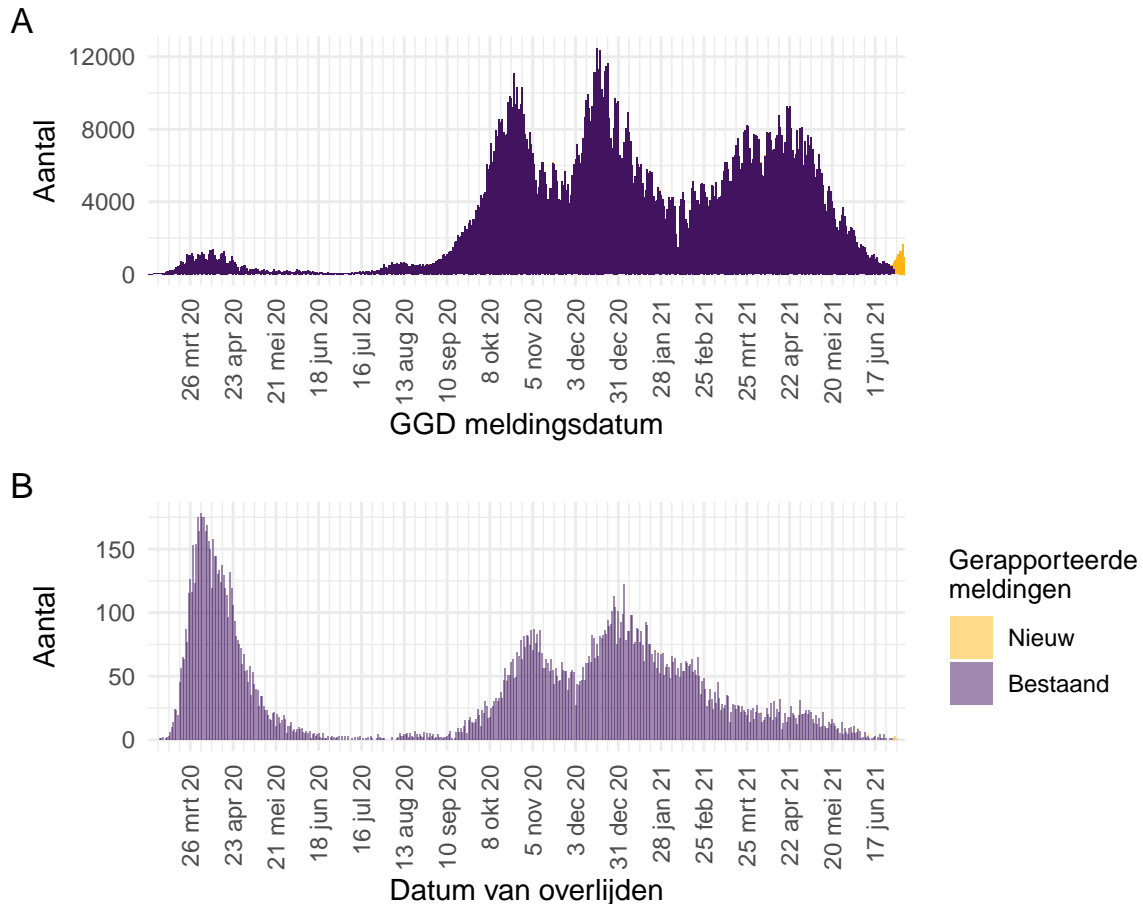 A
Aantal
12000
8000
4000
0
26 mrt 20
23 apr 20
21 mei 20
18 jun 20
16 jul 20
13 aug 20
10 sep 20
8 okt 20
5 nov 20
3 dec 20
31 dec 20
28 jan 21
25 feb 21
25 mrt 21
22 apr 21
20 mei 21
17 jun 21
GGD meldingsdatum
B
Aantal
150
100
50
0
26 mrt 20
23 apr 20
21 mei 20
18 jun 20
16 jul 20
13 aug 20
10 sep 20
8 okt 20
5 nov 20
3 dec 20
31 dec 20
28 jan 21
25 feb 21
25 mrt 21
22 apr 21
20 mei 21
17 jun 21
Datum van overlijden
Gerapporteerde
meldingen
Nieuw
Bestaand